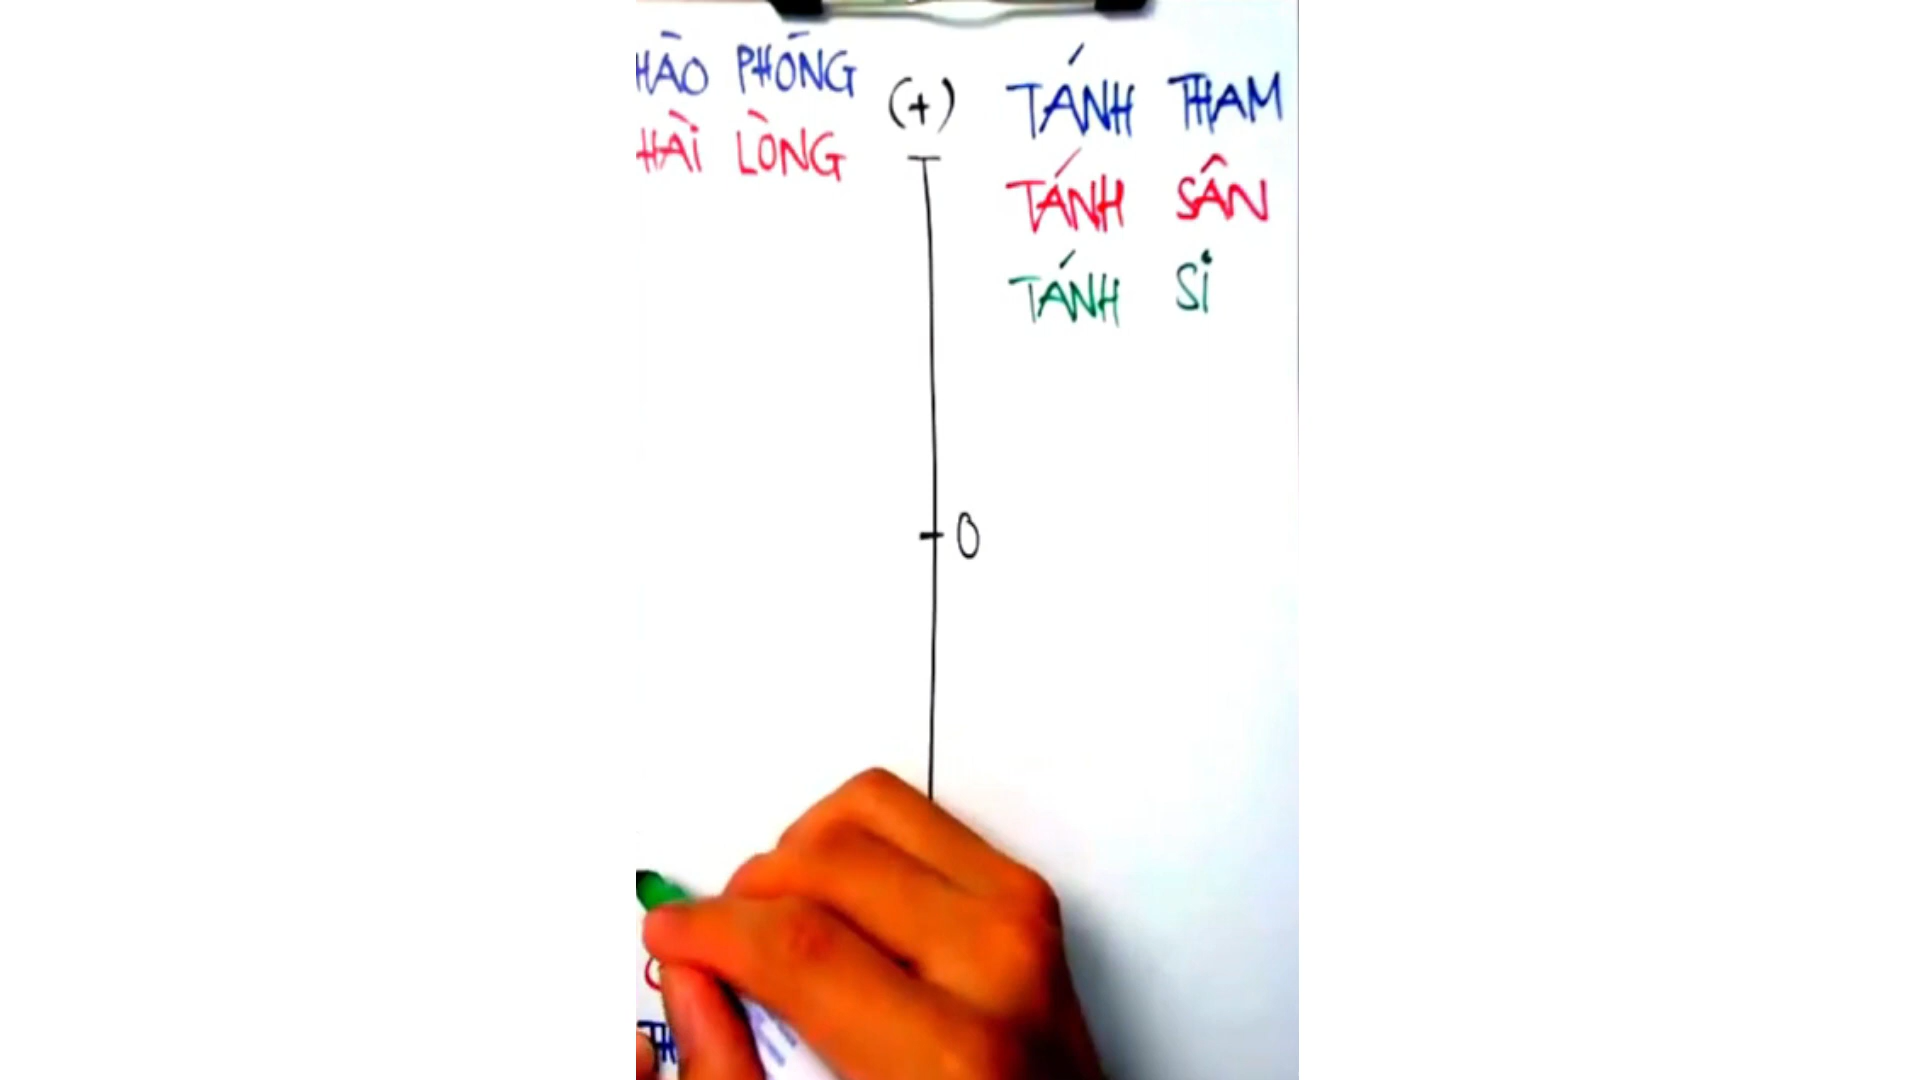 HÀO PHÓNG
HÀI LÒNG
(+)
TÁNH THAM
TÁNH SÂN
TÁNH SI
0